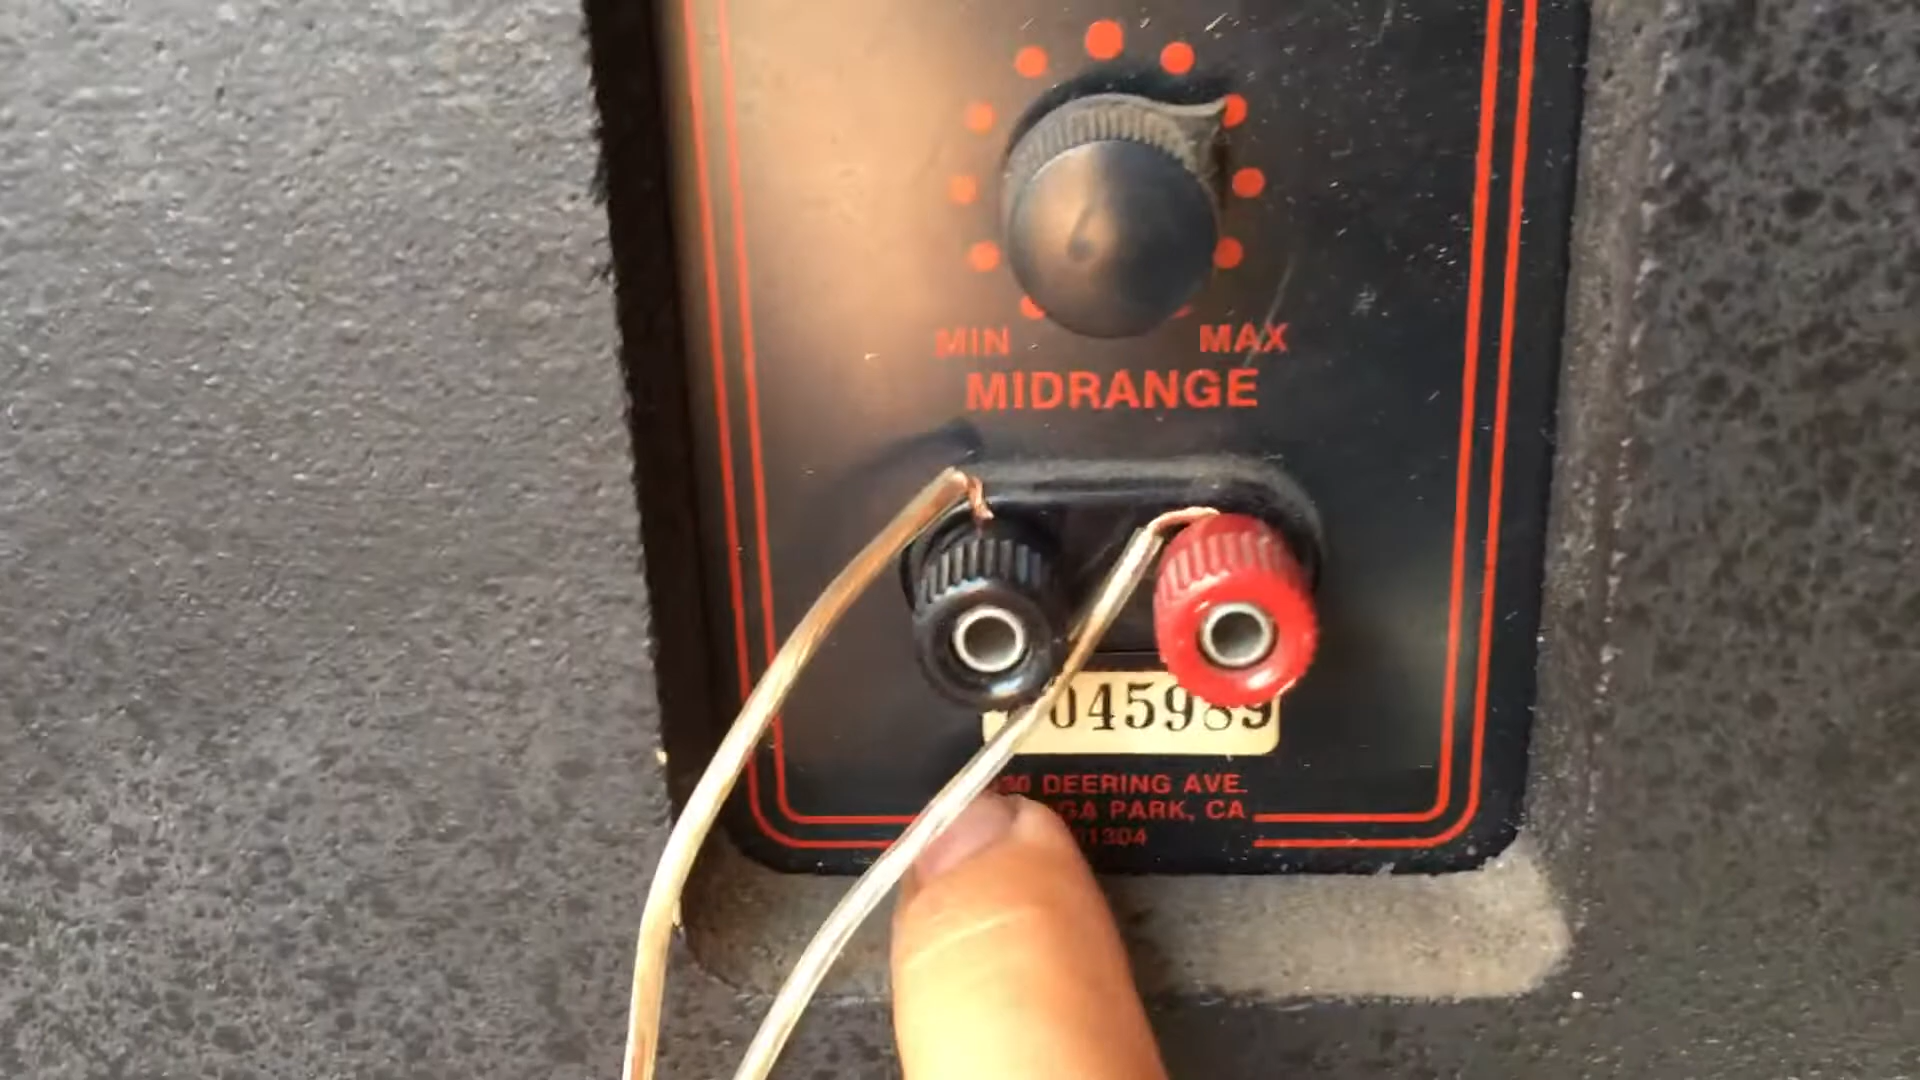 MIN MAX
MIDRANGE
045989
DEERING AVE.
PARK, CA